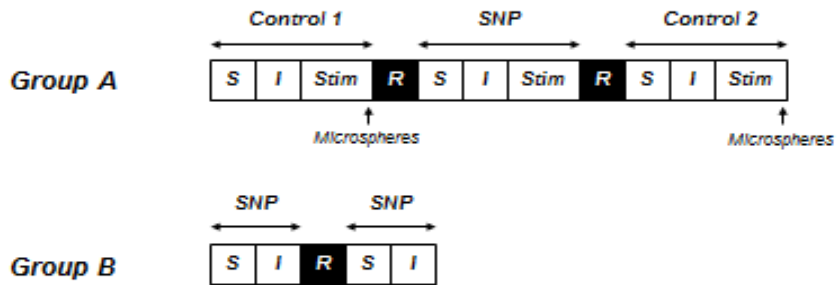 Control 1 SNP Control 2
Group A S I Stim R S I Stim R S I Stim
Microspheres Microspheres
SNP SNP
Group B S I R S I